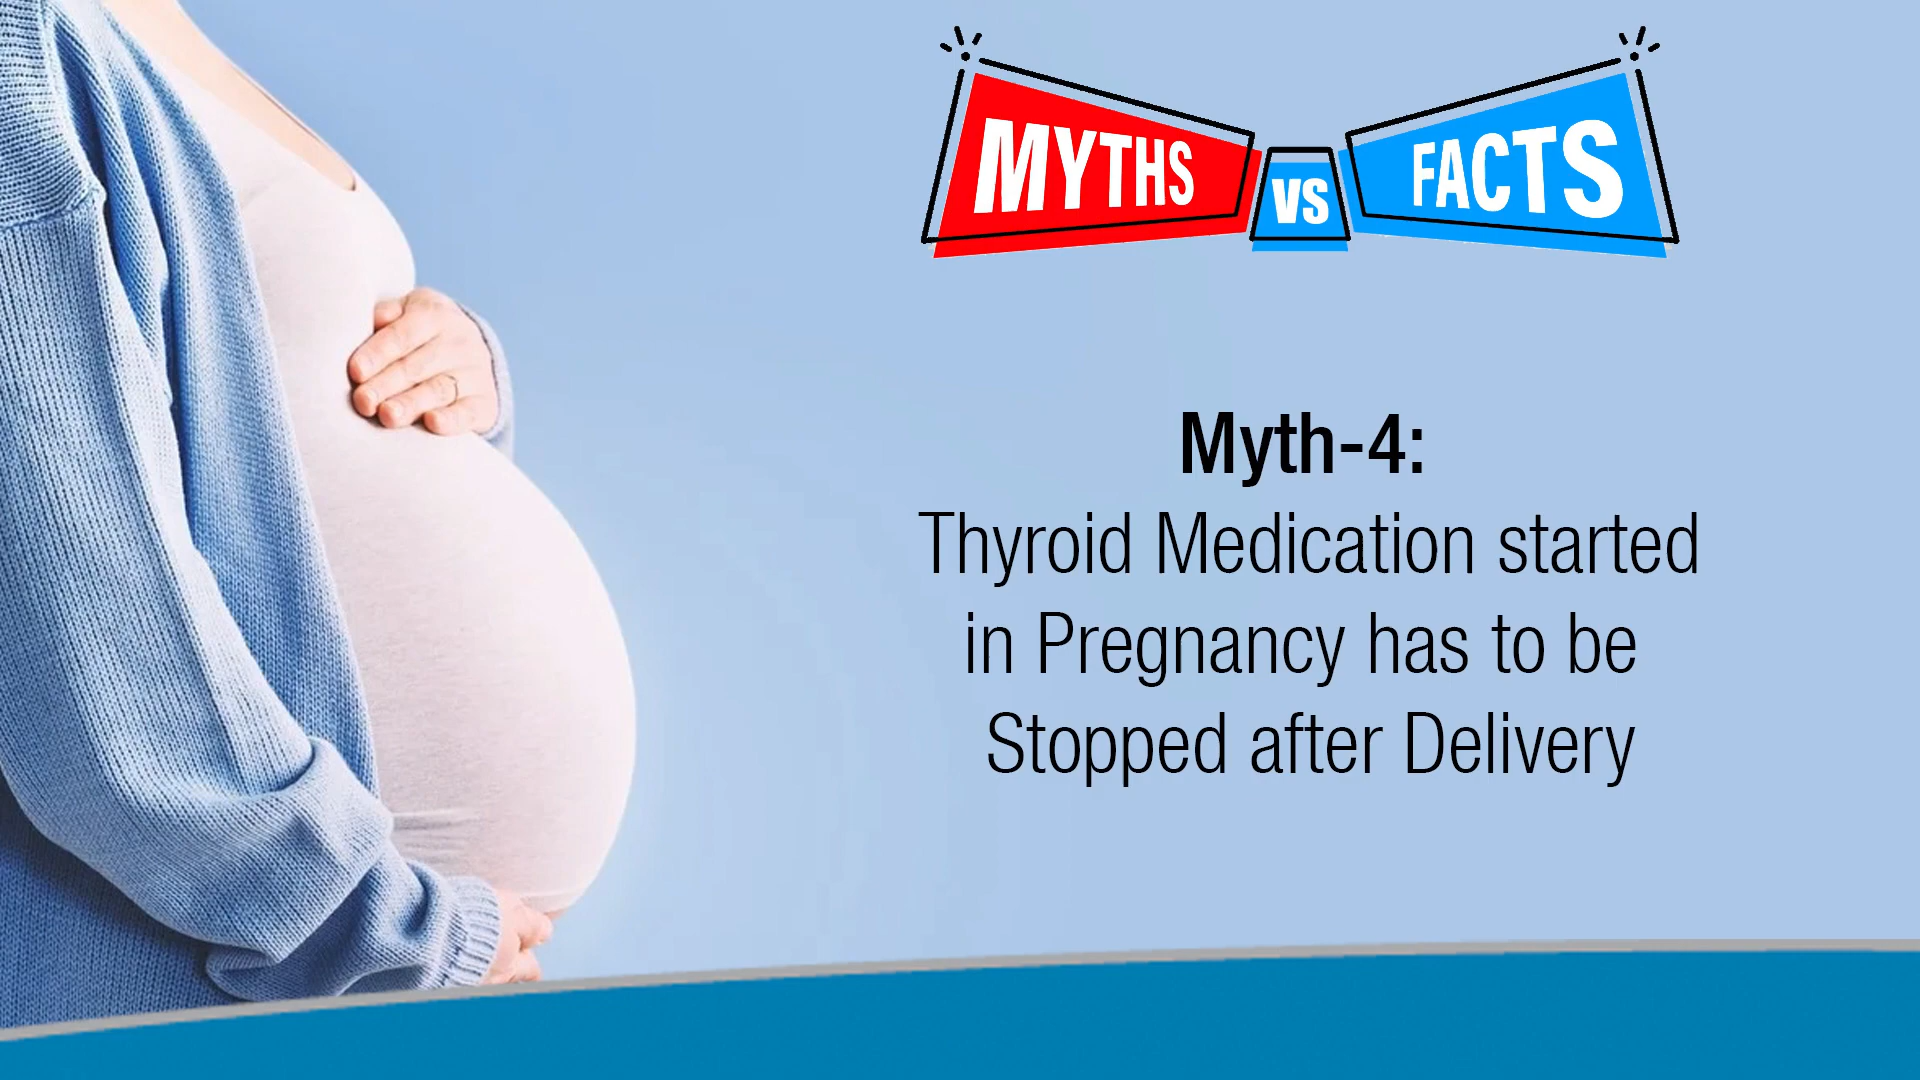 MYTHS VS FACTS
Myth-4:
Thyroid Medication started
in Pregnancy has to be
Stopped after Delivery